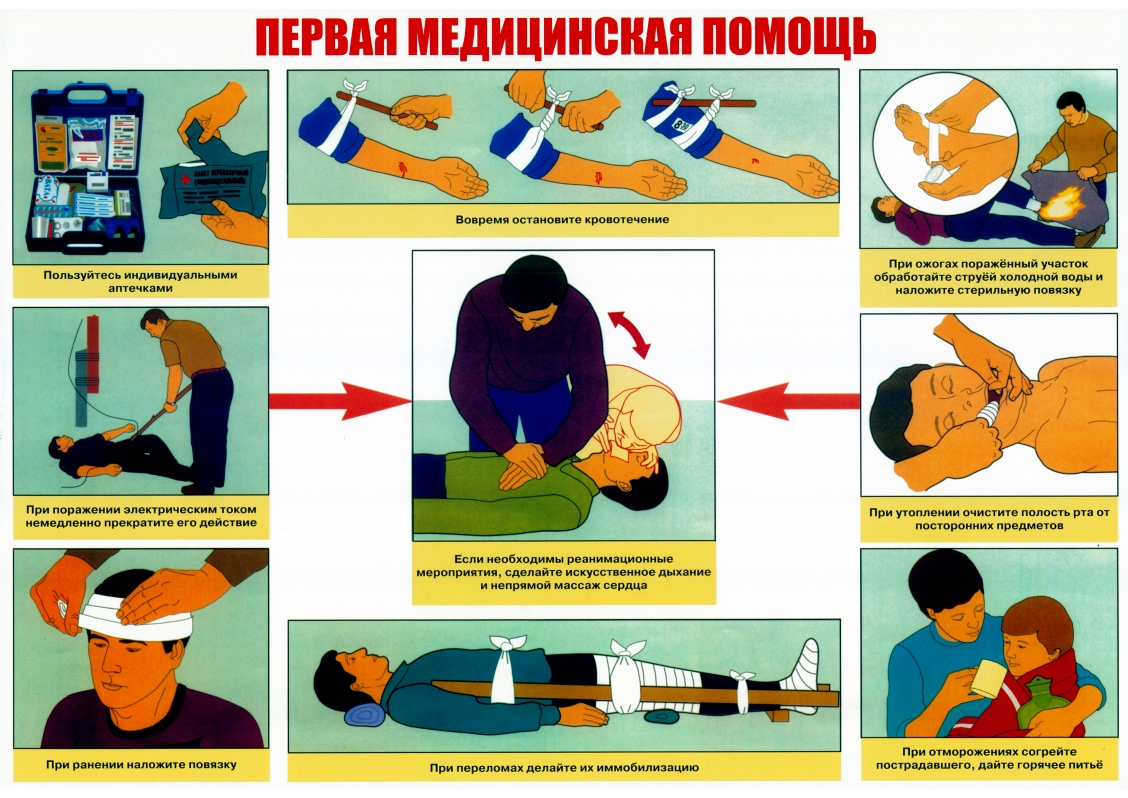 ПЕРВАЯ МЕДИЦИНСКАЯ ПОМОЩЬ
ВАТА
ПАКЕТ ПЕРЕВЯЗОЧНЫЙ
(ИНДИВИДУАЛЬНЫЙ)
Пользуйтесь индивидуальными
аптечками
Вовремя остановите кровотечение
При ожогах поражённый участок
обработайте струёй холодной воды и
наложите стерильную повязку
При поражении электрическим током
немедленно прекратите его действие
Если необходимы реанимационные
мероприятия, сделайте искусственное дыхание
и непрямой массаж сердца
При утоплении очистите полость рта от
посторонних предметов
При ранении наложите повязку
При переломах делайте их иммобилизацию
При отморожениях согрейте
пострадавшего, дайте горячее питьё